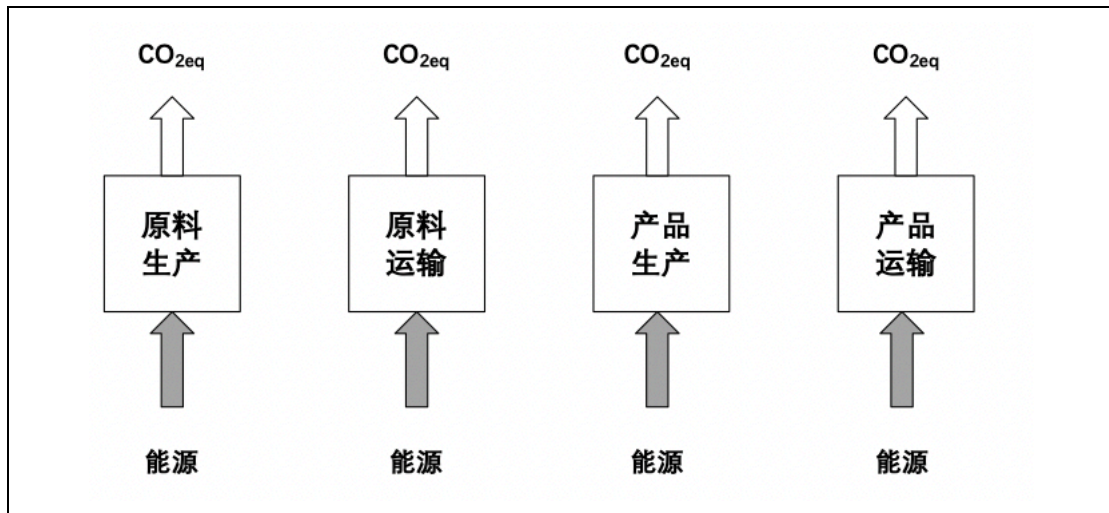 CO2eq CO2eq CO2eq CO2eq
原料
生产
原料
运输
产品
生产
产品
运输
能源 能源 能源 能源